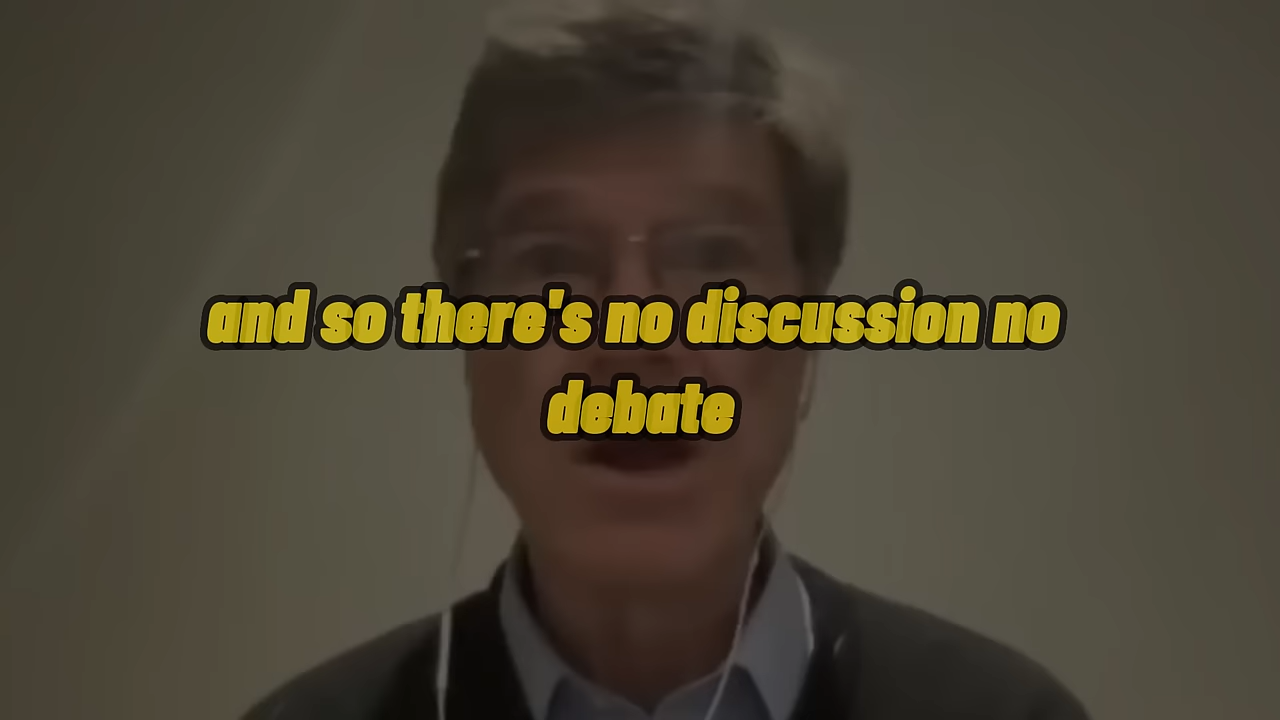 and so there's no discussion no
debate